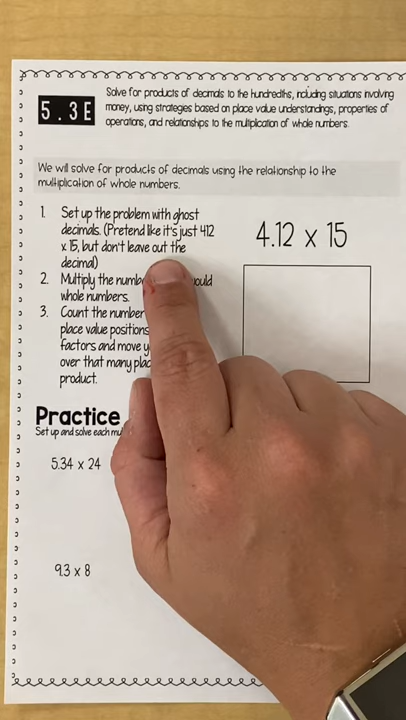 5.3E
Solve for products of decimals to the hundredths, including situations involving
money, using strategies based on place value understandings, properties of
operations, and relationships to the multiplication of whole numbers.
We will solve for products of decimals using the relationship to the
multiplication of whole numbers.
1. Set up the problem with ghost
decimals. (Pretend like it's just 412
x 15, but don't leave out the
decimal)
4.12 x 15
2. Multiply the
whole numbers.
3. Count the number
place value positions
factors and move
over that many
product.
Practice
Set up and solve each
5.34 x 24
9.3 x 8